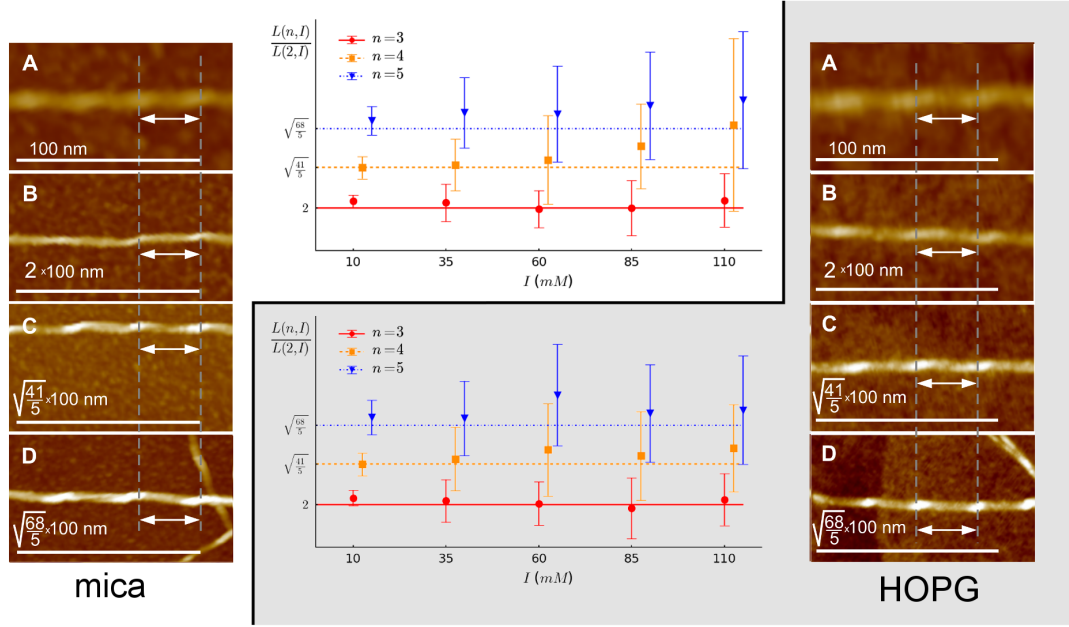 A
100 nm
B
2 ×100 nm
C
√41/5 ×100 nm
D
√68/5 ×100 nm
mica
L(n,I)
L(2,I)
n=3
n=4
n=5
√68/5
√41/5
2
10 35 60 85 110
I (mM)
L(n,I)
L(2,I)
n=3
n=4
n=5
√68/5
√41/5
2
10 35 60 85 110
I (mM)
A
100 nm
B
2 ×100 nm
C
√41/5 ×100 nm
D
√68/5 ×100 nm
HOPG